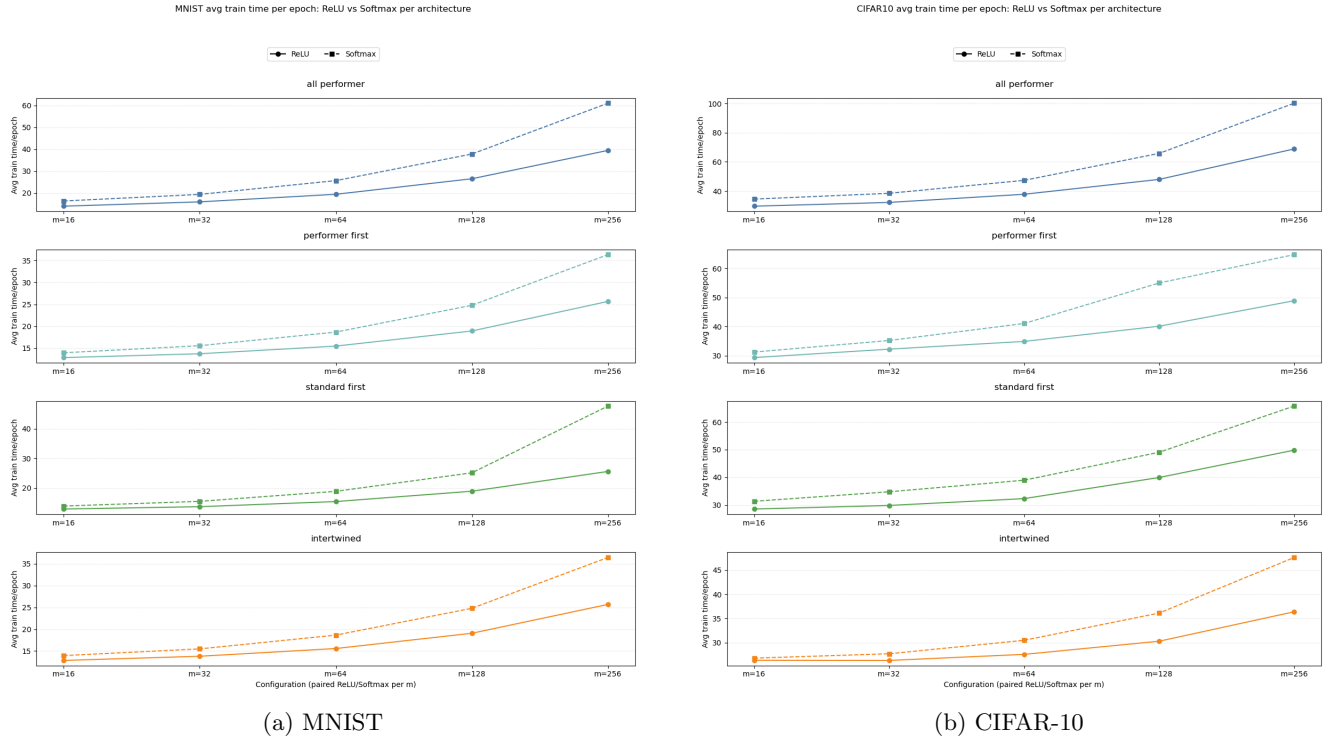 MNIST avg train time per epoch: ReLU vs Softmax per architecture
ReLU Softmax
all performer
Avg train time/epoch
60
50
40
30
20
m=16 m=32 m=64 m=128 m=256
performer first
Avg train time/epoch
35
30
25
20
15
m=16 m=32 m=64 m=128 m=256
standard first
Avg train time/epoch
40
30
20
m=16 m=32 m=64 m=128 m=256
intertwined
Avg train time/epoch
35
30
25
20
15
m=16 m=32 m=64 m=128 m=256
Configuration (paired ReLU/Softmax per m)
(a) MNIST
CIFAR10 avg train time per epoch: ReLU vs Softmax per architecture
ReLU Softmax
all performer
Avg train time/epoch
100
80
60
40
m=16 m=32 m=64 m=128 m=256
performer first
Avg train time/epoch
60
50
40
30
m=16 m=32 m=64 m=128 m=256
standard first
Avg train time/epoch
60
50
40
30
m=16 m=32 m=64 m=128 m=256
intertwined
Avg train time/epoch
45
40
35
30
m=16 m=32 m=64 m=128 m=256
Configuration (paired ReLU/Softmax per m)
(b) CIFAR-10